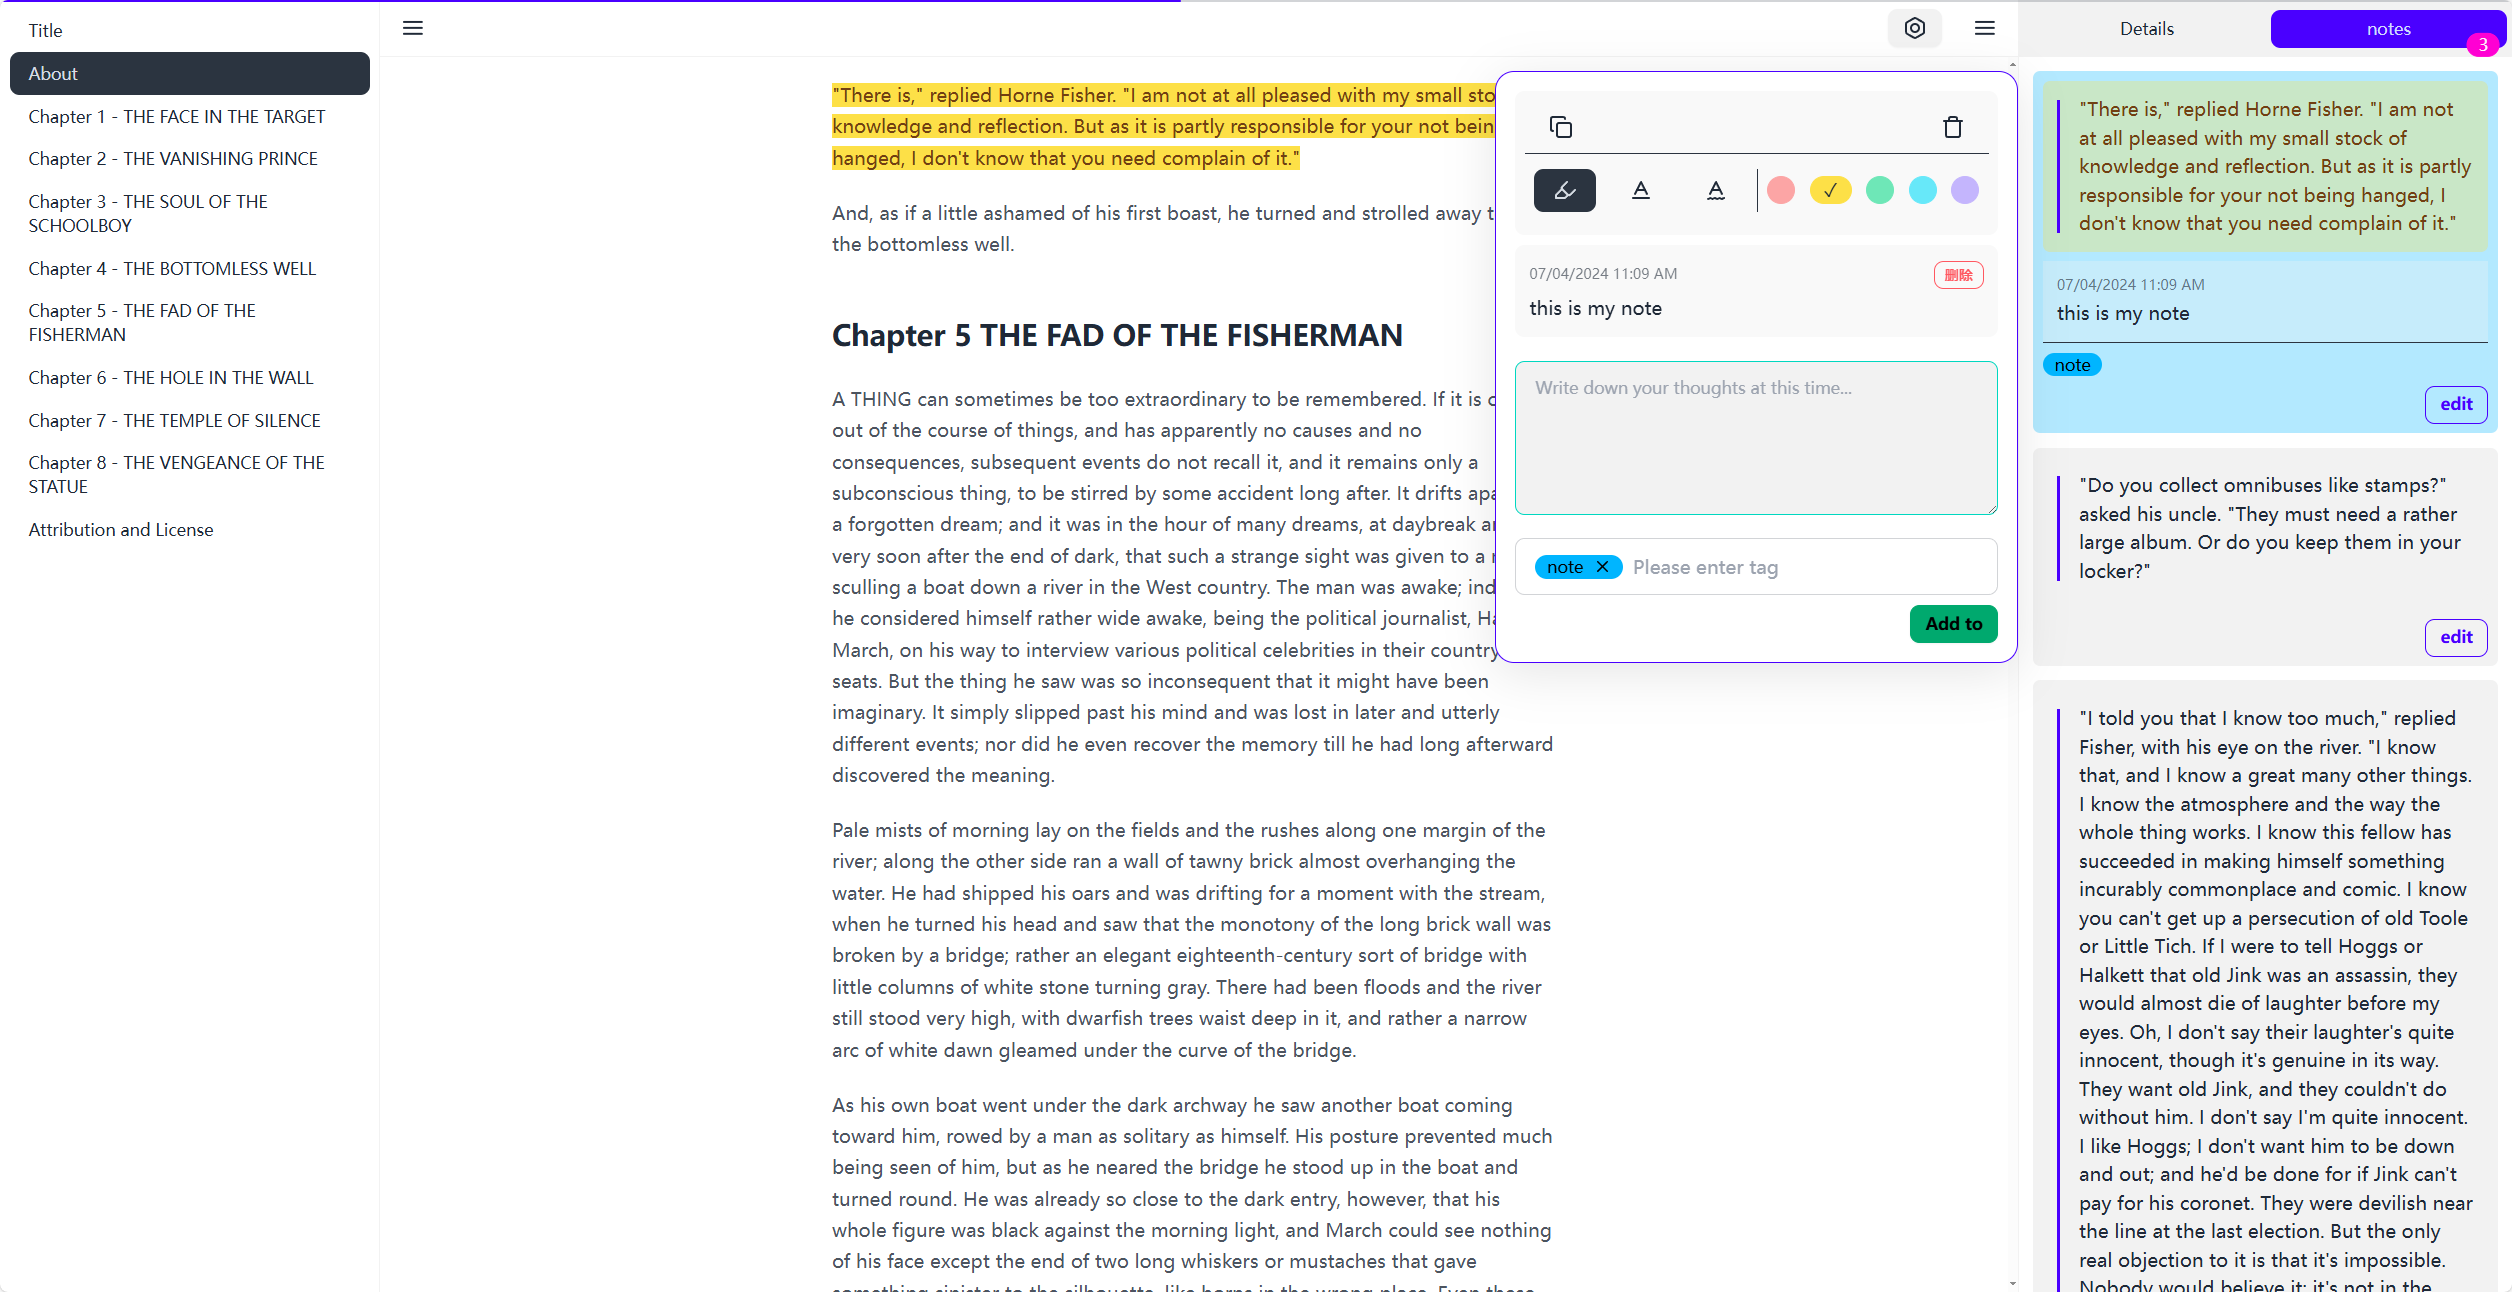 Title
About
Chapter 1 - THE FACE IN THE TARGET
Chapter 2 - THE VANISHING PRINCE
Chapter 3 - THE SOUL OF THE
SCHOOLBOY
Chapter 4 - THE BOTTOMLESS WELL
Chapter 5 - THE FAD OF THE
FISHERMAN
Chapter 6 - THE HOLE IN THE WALL
Chapter 7 - THE TEMPLE OF SILENCE
Chapter 8 - THE VENGEANCE OF THE
STATUE
Attribution and License
"There is," replied Horne Fisher. "I am not at all pleased with my small
knowledge and reflection. But as it is partly responsible for your not
hanged, I don't know that you need complain of it."
And, as if a little ashamed of his first boast, he turned and strolled away
the bottomless well.
Chapter 5 THE FAD OF THE FISHERMAN
A THING can sometimes be too extraordinary to be remembered. If it is
out of the course of things, and has apparently no causes and no
consequences, subsequent events do not recall it, and it remains only a
subconscious thing, to be stirred by some accident long after. It drifts
a forgotten dream; and it was in the hour of many dreams, at daybreak
very soon after the end of dark, that such a strange sight was given to a
sculling a boat down a river in the West country. The man was awake;
he considered himself rather wide awake, being the political journalist,
March, on his way to interview various political celebrities in their country
seats. But the thing he saw was so inconsequent that it might have been
imaginary. It simply slipped past his mind and was lost in later and utterly
different events; nor did he even recover the memory till he had long afterward
discovered the meaning.
Pale mists of morning lay on the fields and the rushes along one margin of the
river; along the other side ran a wall of tawny brick almost overhanging the
water. He had shipped his oars and was drifting for a moment with the stream,
when he turned his head and saw that the monotony of the long brick wall was
broken by a bridge; rather an elegant eighteenth-century sort of bridge with
little columns of white stone turning gray. There had been floods and the river
still stood very high, with dwarfish trees waist deep in it, and rather a narrow
arc of white dawn gleamed under the curve of the bridge.
As his own boat went under the dark archway he saw another boat coming
toward him, rowed by a man as solitary as himself. His posture prevented much
being seen of him, but as he neared the bridge he stood up in the boat and
turned round. He was already so close to the dark entry, however, that his
whole figure was black against the morning light, and March could see nothing
of his face except the end of two long whiskers or mustaches that gave
something sinister to the silhouette, like horns in the wrong place. Even these
07/04/2024 11:09 AM
删除
this is my note
Write down your thoughts at this time...
note
Please enter tag
Add to
Details
notes
3
"There is," replied Horne Fisher. "I am not
at all pleased with my small stock of
knowledge and reflection. But as it is partly
responsible for your not being hanged, I
don't know that you need complain of it."
07/04/2024 11:09 AM
this is my note
note
edit
"Do you collect omnibuses like stamps?"
asked his uncle. "They must need a rather
large album. Or do you keep them in your
locker?"
edit
"I told you that I know too much," replied
Fisher, with his eye on the river. "I know
that, and I know a great many other things.
I know the atmosphere and the way the
whole thing works. I know this fellow has
succeeded in making himself something
incurably commonplace and comic. I know
you can't get up a persecution of old Toole
or Little Tich. If I were to tell Hoggs or
Halkett that old Jink was an assassin, they
would almost die of laughter before my
eyes. Oh, I don't say their laughter's quite
innocent, though it's genuine in its way.
They want old Jink, and they couldn't do
without him. I don't say I'm quite innocent.
I like Hoggs; I don't want him to be down
and out; and he'd be done for if Jink can't
pay for his coronet. They were devilish near
the line at the last election. But the only
real objection to it is that it's impossible.
Nobody would believe it; it's not in the